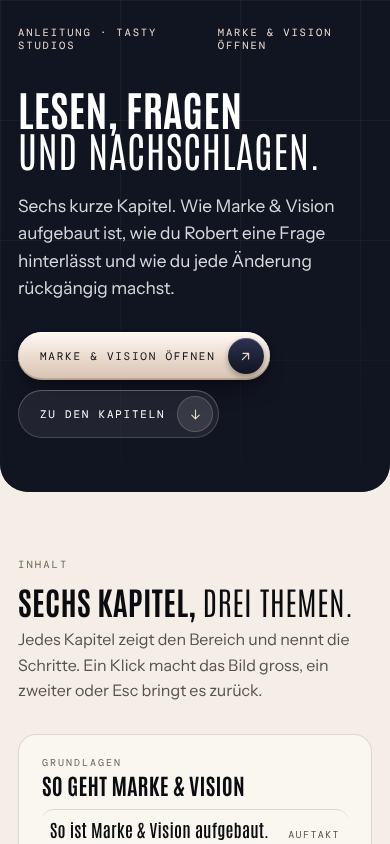 ANLEITUNG · TASTY STUDIOS
MARKE & VISION ÖFFNEN
LESEN, FRAGEN
UND NACHSCHLAGEN.
Sechs kurze Kapitel. Wie Marke & Vision
aufgebaut ist, wie du Robert eine Frage
hinterlässt und wie du jede Änderung
rückgängig machst.
MARKE & VISION ÖFFNEN
ZU DEN KAPITELN
INHALT
SECHS KAPITEL, DREI THEMEN.
Jedes Kapitel zeigt den Bereich und nennt die
Schritte. Ein Klick macht das Bild gross, ein
zweiter oder Esc bringt es zurück.
GRUNDLAGEN
SO GEHT MARKE & VISION
So ist Marke & Vision aufgebaut. AUFTAKT